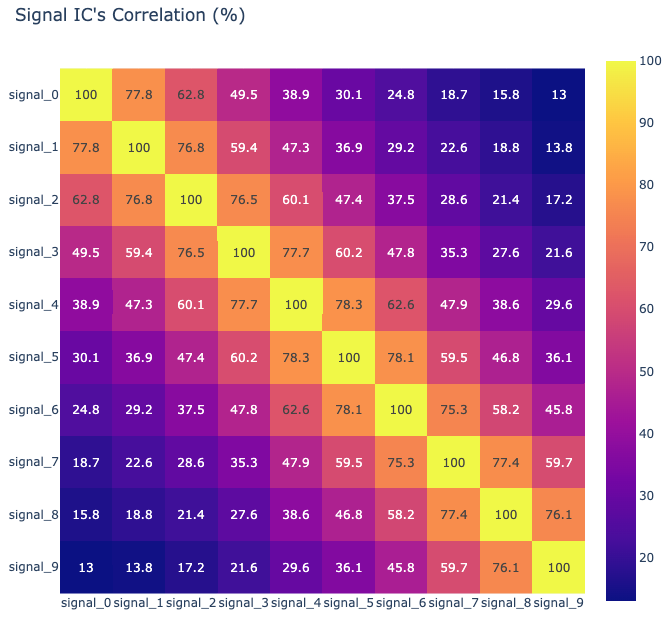 Signal IC's Correlation (%)
signal_0 100 77.8 62.8 49.5 38.9 30.1 24.8 18.7 15.8 13
signal_1 77.8 100 76.8 59.4 47.3 36.9 29.2 22.6 18.8 13.8
signal_2 62.8 76.8 100 76.5 60.1 47.4 37.5 28.6 21.4 17.2
signal_3 49.5 59.4 76.5 100 77.7 60.2 47.8 35.3 27.6 21.6
signal_4 38.9 47.3 60.1 77.7 100 78.3 62.6 47.9 38.6 29.6
signal_5 30.1 36.9 47.4 60.2 78.3 100 78.1 59.5 46.8 36.1
signal_6 24.8 29.2 37.5 47.8 62.6 78.1 100 75.3 58.2 45.8
signal_7 18.7 22.6 28.6 35.3 47.9 59.5 75.3 100 77.4 59.7
signal_8 15.8 18.8 21.4 27.6 38.6 46.8 58.2 77.4 100 76.1
signal_9 13 13.8 17.2 21.6 29.6 36.1 45.8 59.7 76.1 100
signal_0 signal_1 signal_2 signal_3 signal_4 signal_5 signal_6 signal_7 signal_8 signal_9
100
90
80
70
60
50
40
30
20